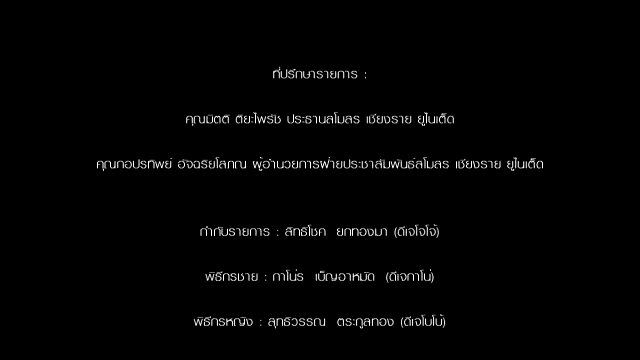 ที่ปรึกษารายการ :
คุณมิตติ ติยะไพรัช ประธานสโมสร เชียงราย ยูไนเต็ด
คุณกอปรทิพย์ อัจฉริยโสภณ ผู้อำนวยการฝ่ายประชาสัมพันธ์สโมสร เชียงราย ยูไนเต็ด
กำกับรายการ : สิทธิโชค ยกทองมา (ดีเจโจโจ้)
พิธีกรชาย : กาโน่ร์ เบ็ญอาหมัด (ดีเจกาโน่)
พิธีกรหญิง : สุทธิวรรณ ตระกูลทอง (ดีเจโบโบ้)